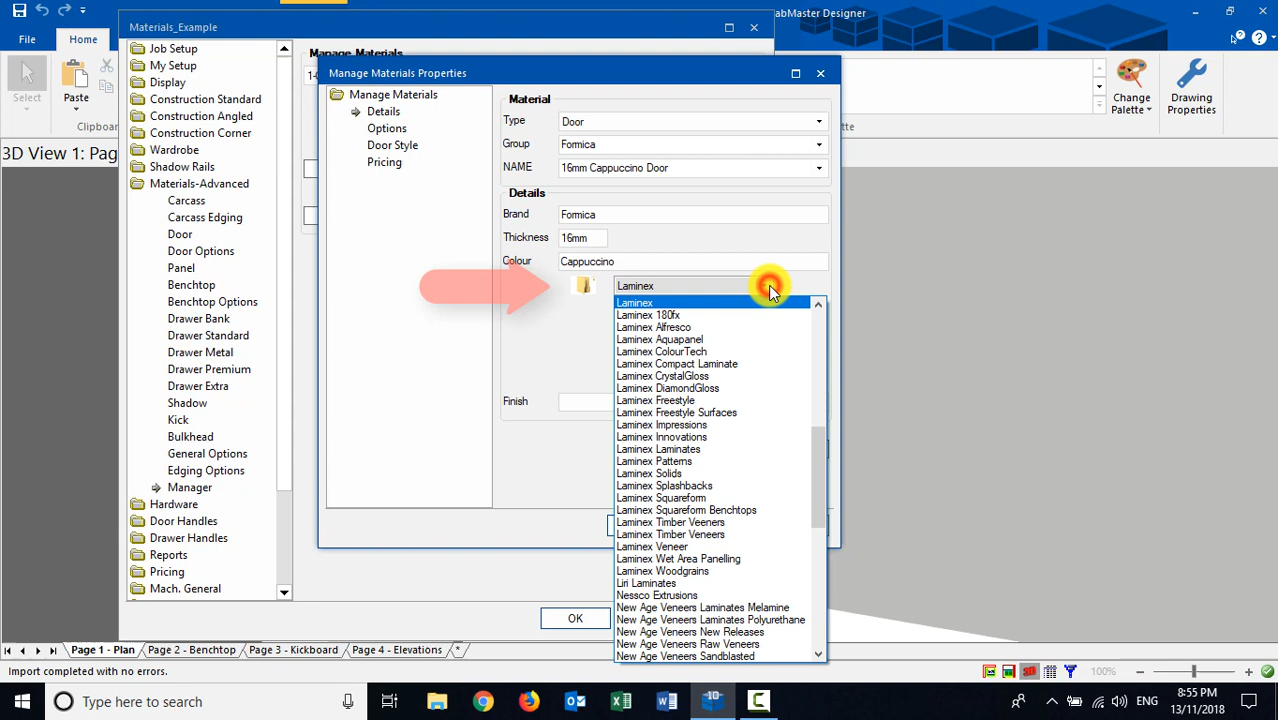 Materials_Example
abMaster Designer
File
Home
Select
Paste
Clipboar
Change
Palette
Drawing
Properties
tte
3D View 1: Pag
Job Setup
My Setup
Display
Construction Standard
Construction Angled
Construction Corner
Wardrobe
Shadow Rails
Materials-Advanced
Carcass
Carcass Edging
Door
Door Options
Panel
Benchtop
Benchtop Options
Drawer Bank
Drawer Standard
Drawer Metal
Drawer Premium
Drawer Extra
Shadow
Kick
Bulkhead
General Options
Edging Options
Manager
Hardware
Door Handles
Drawer Handles
Reports
Pricing
Mach. General
Manage Materials
Manage Materials Properties
Manage Materials
Details
Options
Door Style
Pricing
Material
Type Door
Group Formica
NAME 16mm Cappuccino Door
Details
Brand Formica
Thickness 16mm
Colour Cappuccino
Laminex
Laminex
Laminex 180fx
Laminex Alfresco
Laminex Aquapanel
Laminex ColourTech
Laminex Compact Laminate
Laminex CrystalGloss
Laminex DiamondGloss
Laminex Freestyle
Laminex Freestyle Surfaces
Laminex Impressions
Laminex Innovations
Laminex Laminates
Laminex Patterns
Laminex Solids
Laminex Splashbacks
Laminex Squareform
Laminex Squareform Benchtops
Laminex Timber Veeners
Laminex Timber Veneers
Laminex Veneer
Laminex Wet Area Panelling
Laminex Woodgrains
Liri Laminates
Nessco Extrusions
New Age Veneers Laminates Melamine
New Age Veneers Laminates Polyurethane
New Age Veneers New Releases
New Age Veneers Raw Veneers
New Age Veneers Sandblasted
Finish
OK
Page 1 - Plan
Page 2 - Benchtop
Page 3 - Kickboard
Page 4 - Elevations
*
Import completed with no errors.
100%
Type here to search
ENG
8:55 PM
13/11/2018